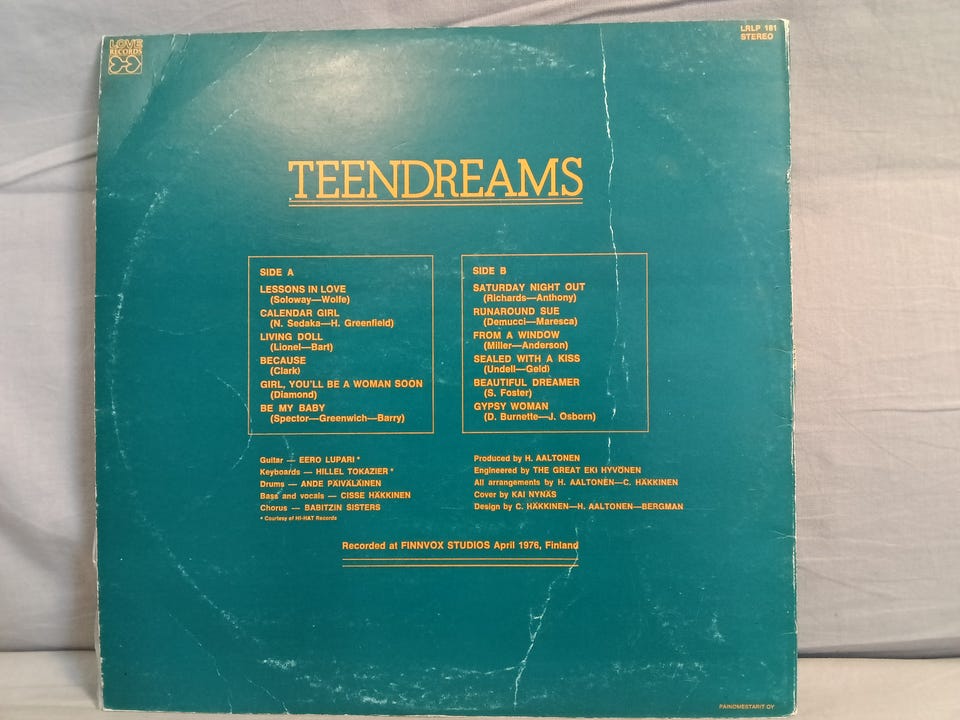 LOVE
RECORDS
LRLP 181
STEREO
TEENDREAMS
SIDE A
LESSONS IN LOVE
(Soloway—Wolfe)
CALENDAR GIRL
(N. Sedaka—H. Greenfield)
LIVING DOLL
(Lionel—Bart)
BECAUSE
(Clark)
GIRL, YOU'LL BE A WOMAN SOON
(Diamond)
BE MY BABY
(Spector—Greenwich—Barry)
SIDE B
SATURDAY NIGHT OUT
(Richards—Anthony)
RUNAROUND SUE
(Demucci—Maresca)
FROM A WINDOW
(Miller—Anderson)
SEALED WITH A KISS
(Undell—Geld)
BEAUTIFUL DREAMER
(S. Foster)
GYPSY WOMAN
(D. Burnette—J. Osborn)
Guitar — EERO LUPARI *
Keyboards — HILLEL TOKAZIER *
Drums — ANDE PÄIVÄLÄINEN
Bass and vocals — CISSE HÄKKINEN
Chorus — BABITZIN SISTERS
* Courtesy of HI-HAT Records
Produced by H. AALTONEN
Engineered by THE GREAT EKI HYVÖNEN
All arrangements by H. AALTONEN—C. HÄKKINEN
Cover by KAI NYNÄS
Design by C. HÄKKINEN—H. AALTONEN—BERGMAN
Recorded at FINNVOX STUDIOS April 1976, Finland
PAINOMESTARIT OY